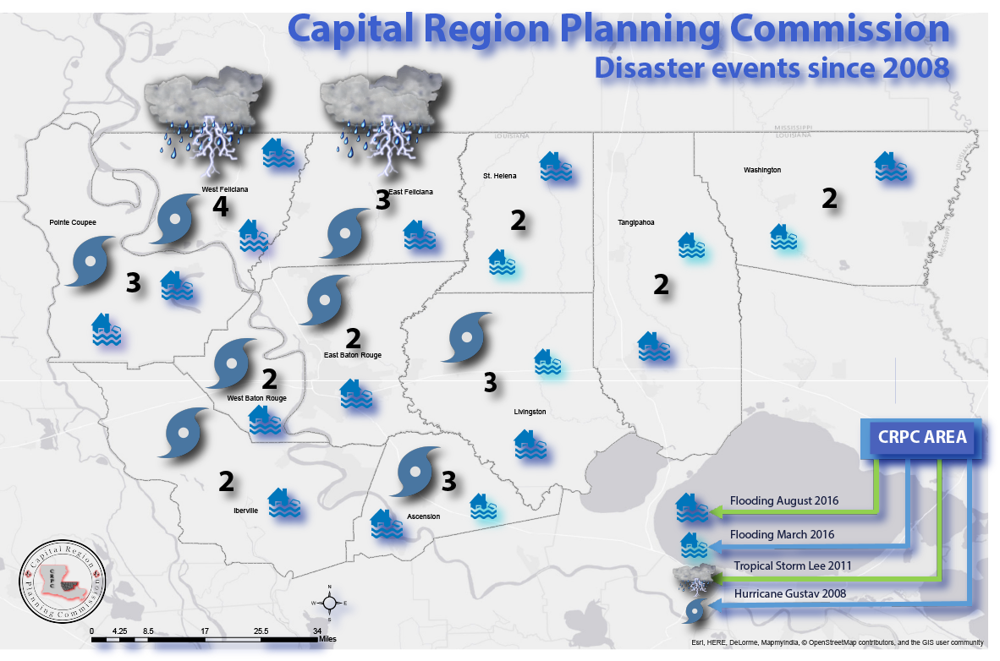 Capital Region Planning Commission
Disaster events since 2008
MISSISSIPPI
LOUISIANA
LOUISIANA
LOUISIANA
MISSISSIPPI
St. Helena
Washington
West Feliciana
4
3
East Feliciana
2
2
Pointe Coupee
Tangipahoa
3
2
2
East Baton Rouge
2
West Baton Rouge
3
Livingston
CRPC AREA
2
Iberville
3
Ascension
Flooding August 2016
Flooding March 2016
Tropical Storm Lee 2011
Hurricane Gustav 2008
Capital Region
Planning Commission
CRPC
N
W E
S
0 4.25 8.5 17 25.5 34
Miles
Esri, HERE, DeLorme, MapmyIndia, © OpenStreetMap contributors, and the GIS user community